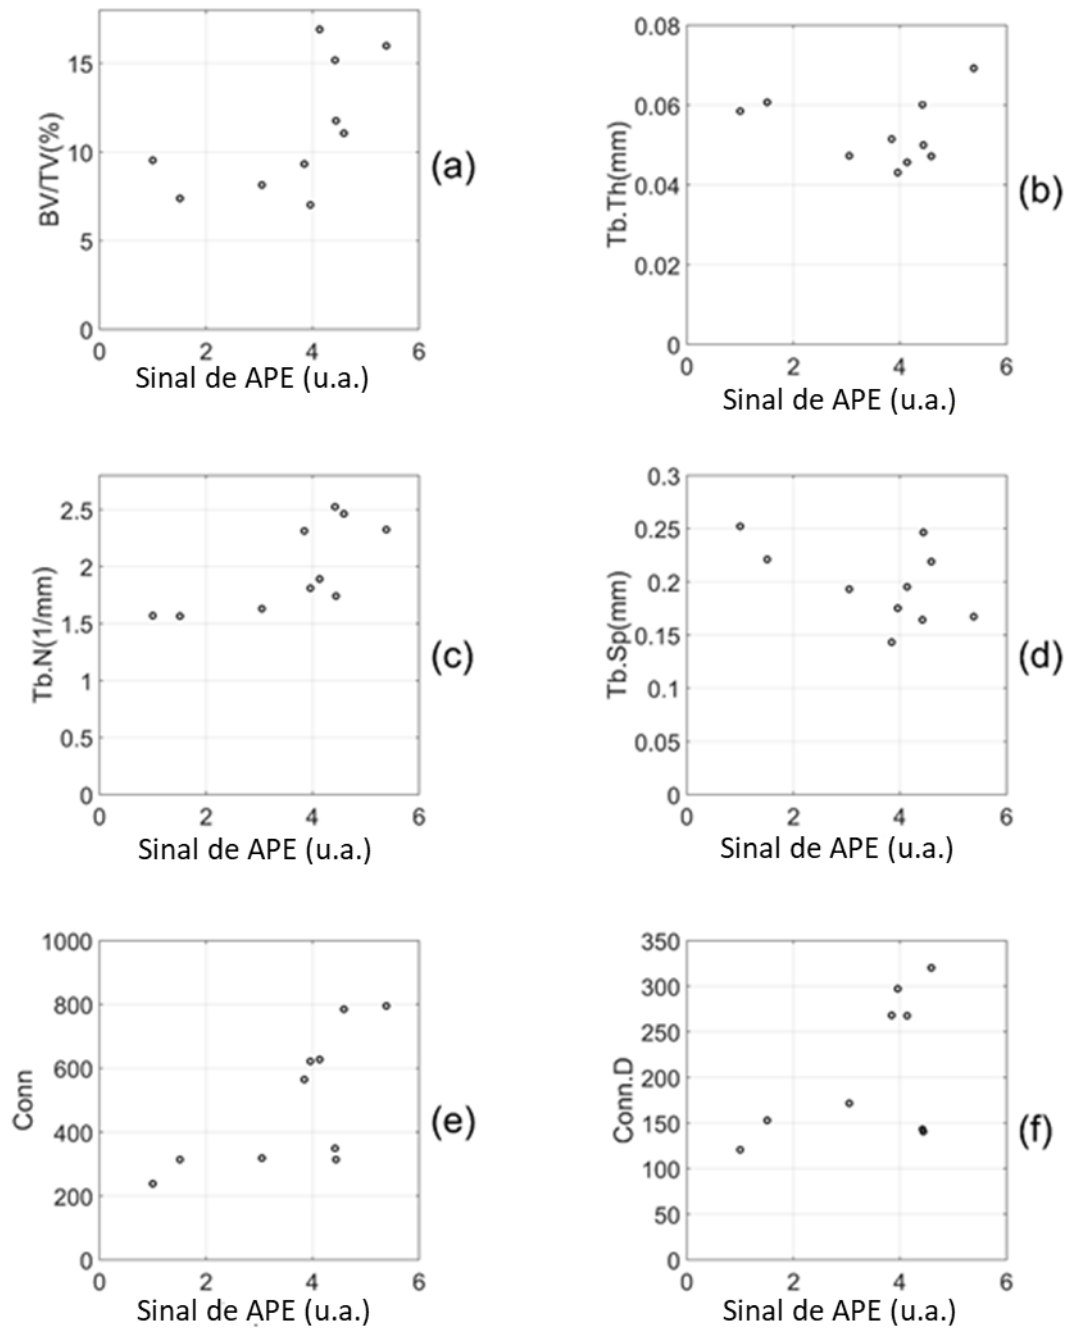 15
10
5
0
BV/TV(%)
0 2 4 6
Sinal de APE (u.a.)
(a)
0.08
0.06
0.04
0.02
0
Tb.Th(mm)
0 2 4 6
Sinal de APE (u.a.)
(b)
2.5
2
1.5
1
0.5
0
Tb.N(1/mm)
0 2 4 6
Sinal de APE (u.a.)
(c)
0.3
0.25
0.2
0.15
0.1
0.05
0
Tb.Sp(mm)
0 2 4 6
Sinal de APE (u.a.)
(d)
1000
800
600
400
200
0
Conn
0 2 4 6
Sinal de APE (u.a.)
(e)
350
300
250
200
150
100
50
0
Conn.D
0 2 4 6
Sinal de APE (u.a.)
(f)